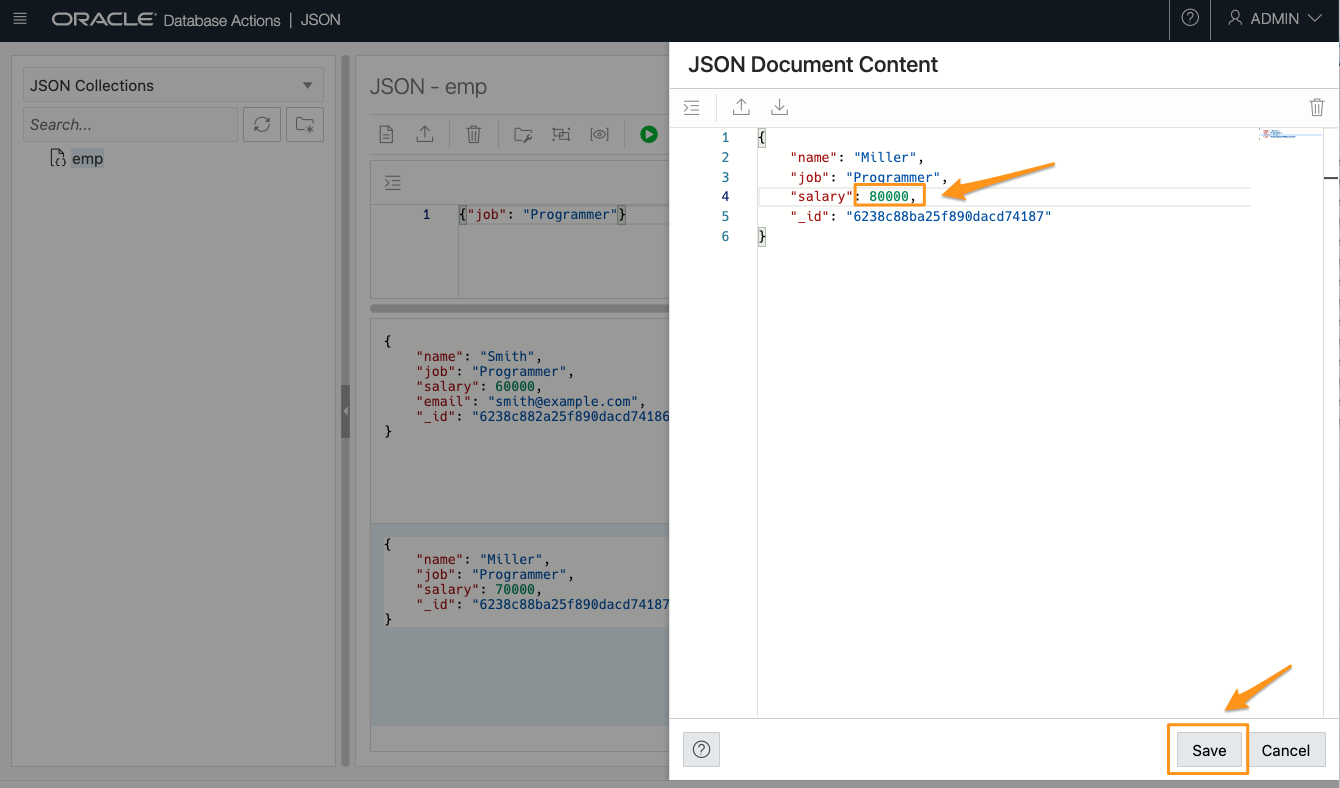 ORACLE Database Actions | JSON
ADMIN
JSON Collections
Search...
emp
JSON - emp
1 {"job": "Programmer"}
{
"name": "Smith",
"job": "Programmer",
"salary": 60000,
"email": "smith@example.com",
"_id": "6238c882a25f890dacd74186
}
{
"name": "Miller",
"job": "Programmer",
"salary": 70000,
"_id": "6238c88ba25f890dacd74187
}
JSON Document Content
1 {
2 "name": "Miller",
3 "job": "Programmer",
4 "salary": 80000,
5 "_id": "6238c88ba25f890dacd74187"
6 }
Save
Cancel